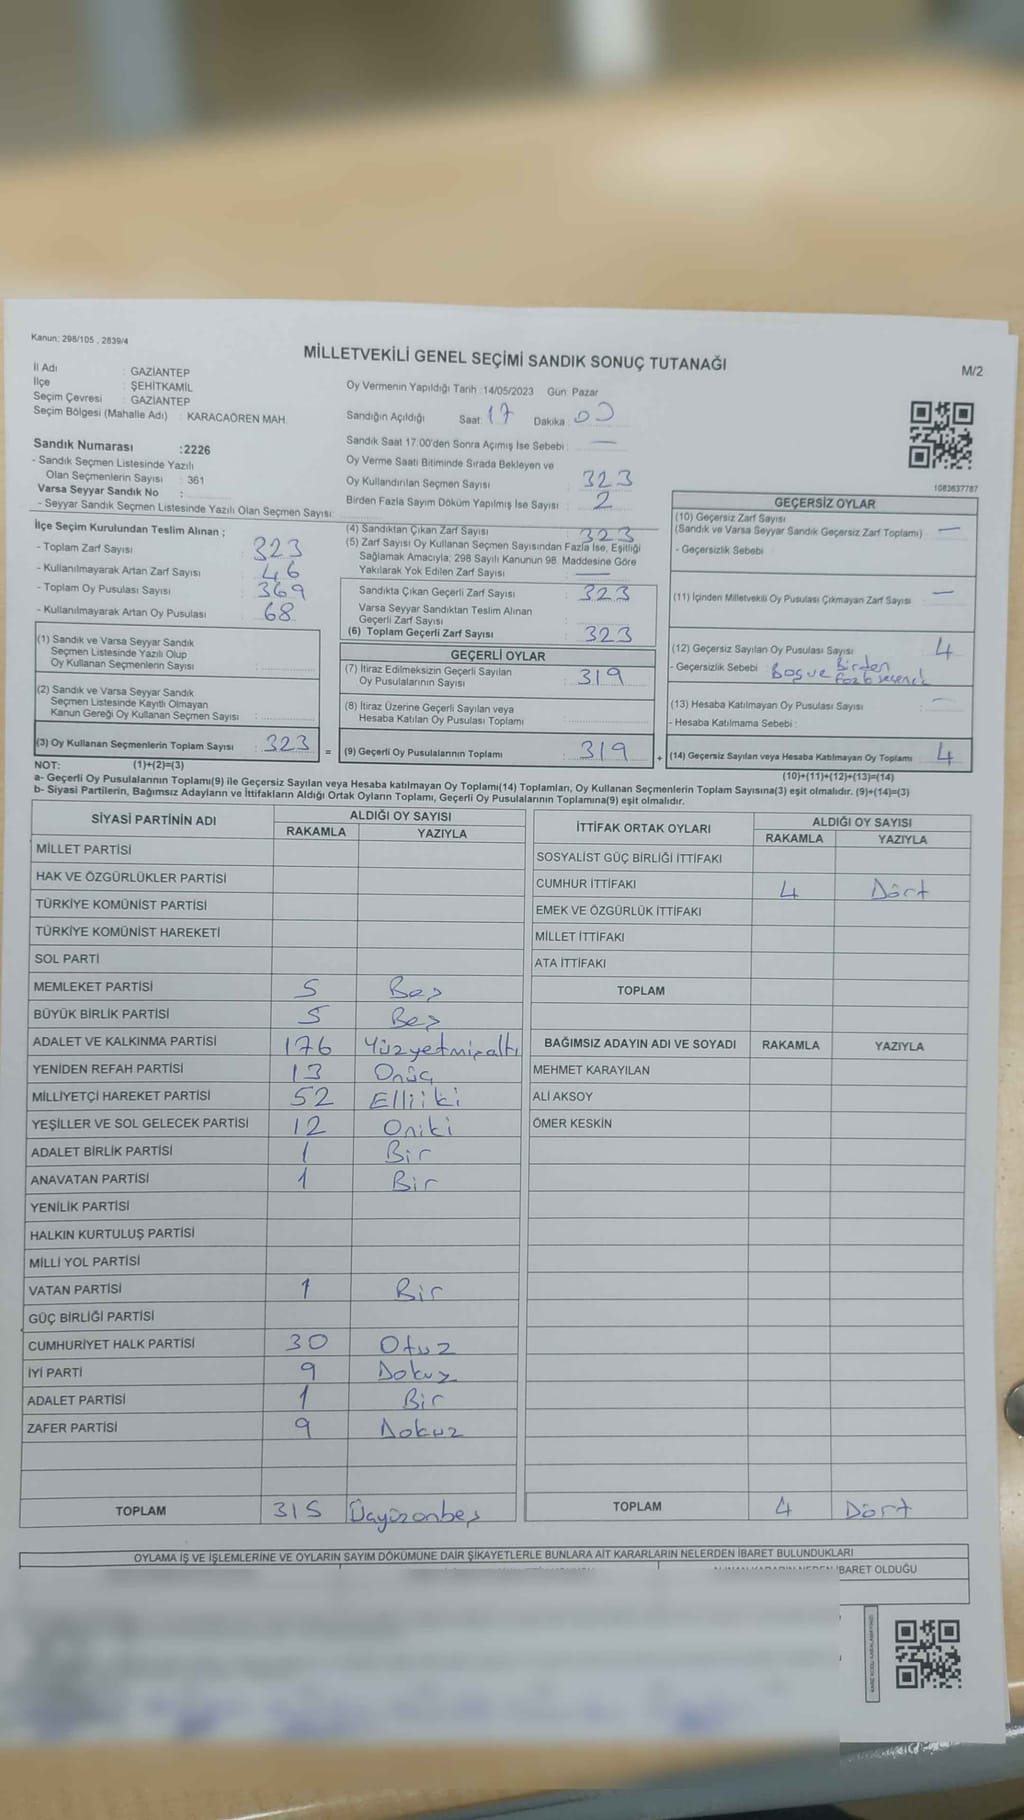 Kanun: 298/105 , 2839/4
MİLLETVEKİLİ GENEL SEÇİMİ SANDIK SONUÇ TUTANAĞI
M/2
İl Adı : GAZİANTEP
İlçe : ŞEHİTKAMİL
Seçim Çevresi : GAZİANTEP
Seçim Bölgesi (Mahalle Adı) : KARACAÖREN MAH.
Oy Vermenin Yapıldığı Tarih :14/05/2023 Gün: Pazar
Sandığın Açıldığı Saat: 17 Dakika : 00
Sandık Saat 17:00'den Sonra Açımış İse Sebebi : —
Oy Verme Saati Bitiminde Sırada Bekleyen ve
Oy Kullandırılan Seçmen Sayısı : 323
Birden Fazla Sayım Döküm Yapılmış İse Sayısı : 2
Sandık Numarası :2226
- Sandık Seçmen Listesinde Yazılı
Olan Seçmenlerin Sayısı : 361
Varsa Seyyar Sandık No :
- Seyyar Sandık Seçmen Listesinde Yazılı Olan Seçmen Sayısı:
1083637787
İlçe Seçim Kurulundan Teslim Alınan ;
- Toplam Zarf Sayısı : 323
- Kullanılmayarak Artan Zarf Sayısı : 46
- Toplam Oy Pusulası Sayısı : 369
- Kullanılmayarak Artan Oy Pusulası : 68
(1) Sandık ve Varsa Seyyar Sandık
Seçmen Listesinde Yazılı Olup
Oy Kullanan Seçmenlerin Sayısı :
(2) Sandık ve Varsa Seyyar Sandık
Seçmen Listesinde Kayıtlı Olmayan
Kanun Gereği Oy Kullanan Seçmen Sayısı :
(3) Oy Kullanan Seçmenlerin Toplam Sayısı : 323 =
(4) Sandıktan Çıkan Zarf Sayısı : 323
(5) Zarf Sayısı Oy Kullanan Seçmen Sayısından Fazla İse, Eşitliği
Sağlamak Amacıyla, 298 Sayılı Kanunun 98. Maddesine Göre
Yakılarak Yok Edilen Zarf Sayısı : —
Sandıkta Çıkan Geçerli Zarf Sayısı : 323
Varsa Seyyar Sandıktan Teslim Alınan
Geçerli Zarf Sayısı :
(6) Toplam Geçerli Zarf Sayısı : 323
GEÇERLİ OYLAR
(7) İtiraz Edilmeksizin Geçerli Sayılan
Oy Pusulalarının Sayısı : 319
(8) İtiraz Üzerine Geçerli Sayılan veya
Hesaba Katılan Oy Pusulası Toplamı :
(9) Geçerli Oy Pusulalarının Toplamı : 319 +
GEÇERSİZ OYLAR
(10) Geçersiz Zarf Sayısı
(Sandık ve Varsa Seyyar Sandık Geçersiz Zarf Toplamı) : —
- Geçersizlik Sebebi :
(11) İçinden Milletvekili Oy Pusulası Çıkmayan Zarf Sayısı : —
(12) Geçersiz Sayılan Oy Pusulası Sayısı : 4
- Geçersizlik Sebebi : Boş ve Birden
fazla seçenek
(13) Hesaba Katılmayan Oy Pusulası Sayısı : —
- Hesaba Katılmama Sebebi :
(14) Geçersiz Sayılan veya Hesaba Katılmayan Oy Toplamı : 4
NOT: (1)+(2)=(3)
(10)+(11)+(12)+(13)=(14)
a- Geçerli Oy Pusulalarının Toplamı(9) ile Geçersiz Sayılan veya Hesaba katılmayan Oy Toplamı(14) Toplamları, Oy Kullanan Seçmenlerin Toplam Sayısına(3) eşit olmalıdır. (9)+(14)=(3)
b- Siyasi Partilerin, Bağımsız Adayların ve İttifakların Aldığı Ortak Oyların Toplamı, Geçerli Oy Pusulalarının Toplamına(9) eşit olmalıdır.
SİYASİ PARTİNİN ADI ALDIĞI OY SAYISI
RAKAMLA YAZIYLA
MİLLET PARTİSİ
HAK VE ÖZGÜRLÜKLER PARTİSİ
TÜRKİYE KOMÜNİST PARTİSİ
TÜRKİYE KOMÜNİST HAREKETİ
SOL PARTİ
MEMLEKET PARTİSİ 5 Beş
BÜYÜK BİRLİK PARTİSİ 5 Beş
ADALET VE KALKINMA PARTİSİ 176 Yüzyetmişaltı
YENİDEN REFAH PARTİSİ 13 Onüç
MİLLİYETÇİ HAREKET PARTİSİ 52 Elliiki
YEŞİLLER VE SOL GELECEK PARTİSİ 12 Oniki
ADALET BİRLİK PARTİSİ 1 Bir
ANAVATAN PARTİSİ 1 Bir
YENİLİK PARTİSİ
HALKIN KURTULUŞ PARTİSİ
MİLLİ YOL PARTİSİ
VATAN PARTİSİ 1 Bir
GÜÇ BİRLİĞİ PARTİSİ
CUMHURİYET HALK PARTİSİ 30 Otuz
İYİ PARTİ 9 Dokuz
ADALET PARTİSİ 1 Bir
ZAFER PARTİSİ 9 Dokuz
TOPLAM 315 Üçyüzonbeş
İTTİFAK ORTAK OYLARI ALDIĞI OY SAYISI
RAKAMLA YAZIYLA
SOSYALİST GÜÇ BİRLİĞİ İTTİFAKI
CUMHUR İTTİFAKI 4 Dört
EMEK VE ÖZGÜRLÜK İTTİFAKI
MİLLET İTTİFAKI
ATA İTTİFAKI
TOPLAM
BAĞIMSIZ ADAYIN ADI VE SOYADI RAKAMLA YAZIYLA
MEHMET KARAYILAN
ALİ AKSOY
ÖMER KESKİN
TOPLAM 4 Dört
OYLAMA İŞ VE İŞLEMLERİNE VE OYLARIN SAYIM DÖKÜMÜNE DAİR ŞİKAYETLERLE BUNLARA AİT KARARLARIN NELERDEN İBARET BULUNDUKLARI
İBARET OLDUĞU